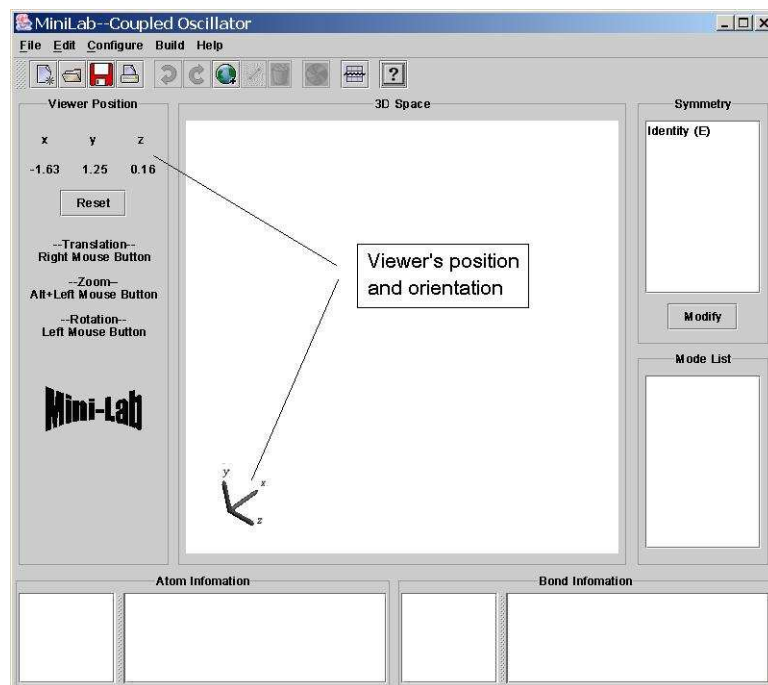 MiniLab--Coupled Oscillator
File Edit Configure Build Help
?
Viewer Position
x y z
-1.63 1.25 0.16
Reset
--Translation--
Right Mouse Button
--Zoom--
Alt+Left Mouse Button
--Rotation--
Left Mouse Button
Mini-Lab
3D Space
Viewer's position
and orientation
y
x
z
Symmetry
Identity (E)
Modify
Mode List
Atom Infomation
Bond Infomation